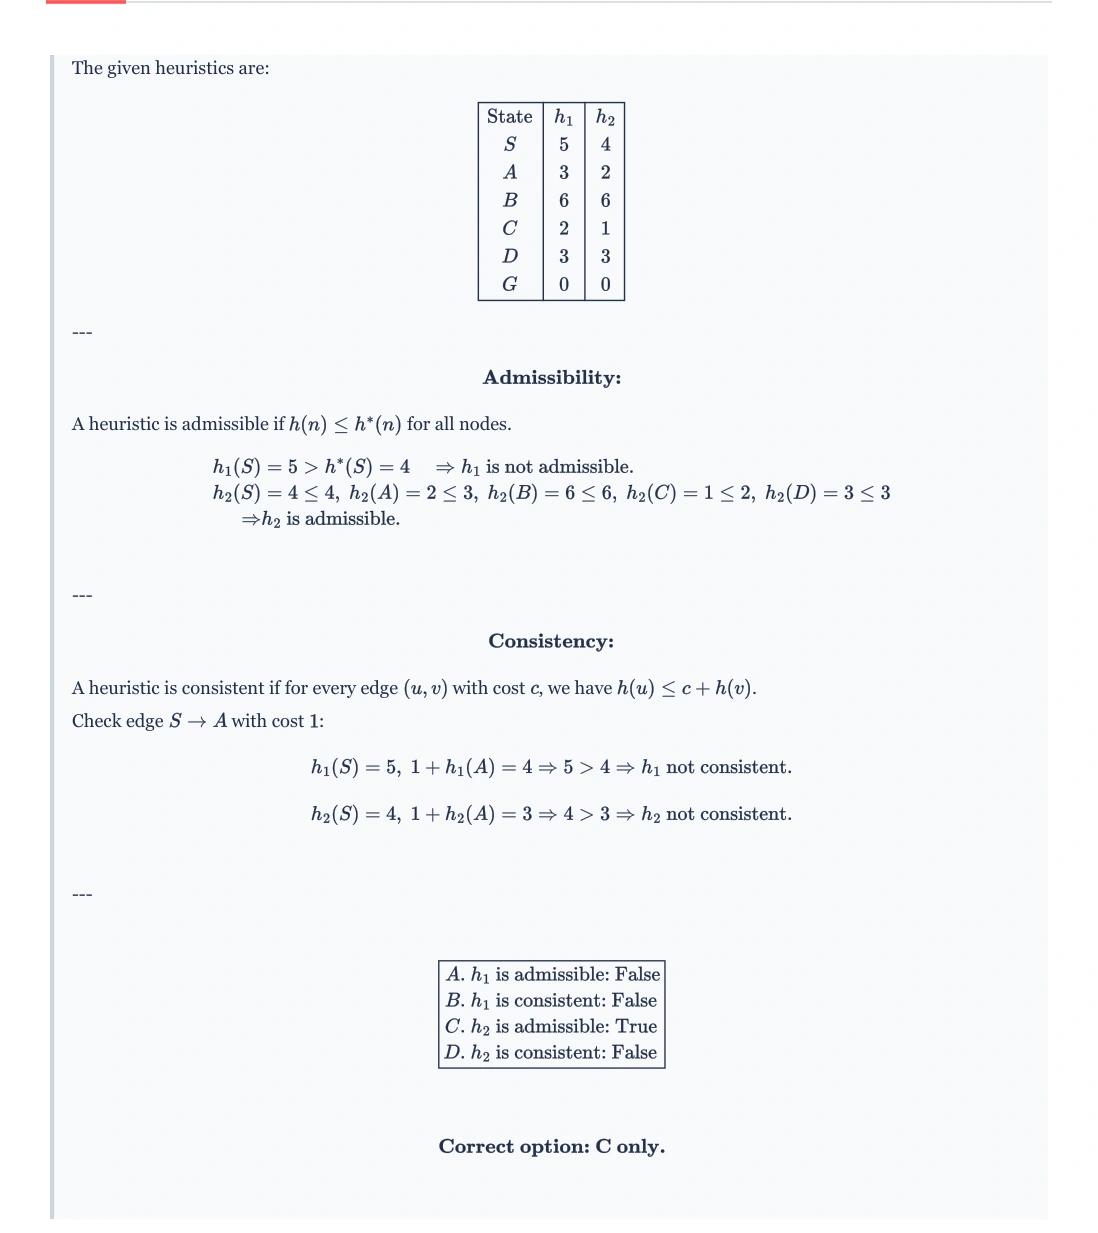 The given heuristics are:
State h₁ h₂
S 5 4
A 3 2
B 6 6
C 2 1
D 3 3
G 0 0
---
Admissibility:
A heuristic is admissible if h(n) ≤ h*(n) for all nodes.
h₁(S) = 5 > h*(S) = 4 ⇒ h₁ is not admissible.
h₂(S) = 4 ≤ 4, h₂(A) = 2 ≤ 3, h₂(B) = 6 ≤ 6, h₂(C) = 1 ≤ 2, h₂(D) = 3 ≤ 3
⇒h₂ is admissible.
---
Consistency:
A heuristic is consistent if for every edge (u, v) with cost c, we have h(u) ≤ c + h(v).
Check edge S → A with cost 1:
h₁(S) = 5, 1 + h₁(A) = 4 ⇒ 5 > 4 ⇒ h₁ not consistent.
h₂(S) = 4, 1 + h₂(A) = 3 ⇒ 4 > 3 ⇒ h₂ not consistent.
---
A. h₁ is admissible: False
B. h₁ is consistent: False
C. h₂ is admissible: True
D. h₂ is consistent: False
Correct option: C only.